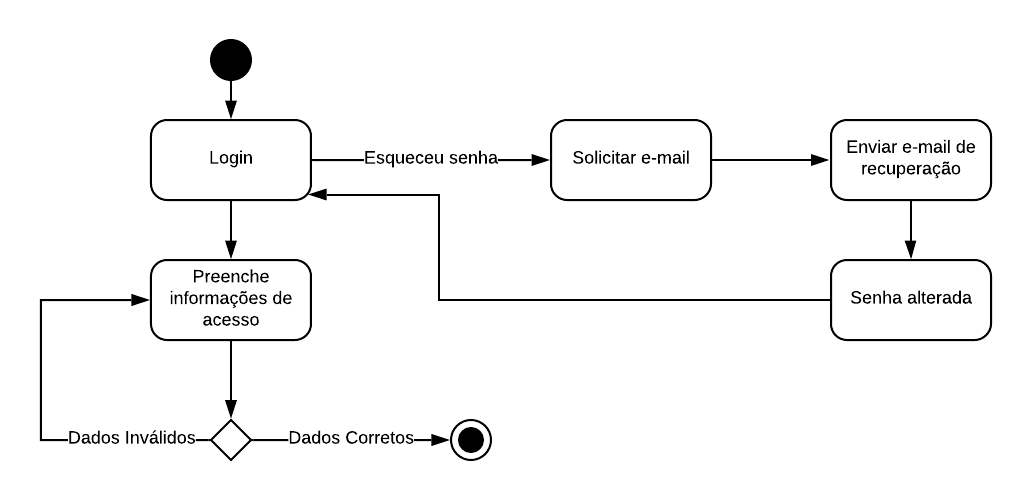 Login
Esqueceu senha
Solicitar e-mail
Enviar e-mail de
recuperação
Preenche
informações de
acesso
Senha alterada
Dados Inválidos
Dados Corretos